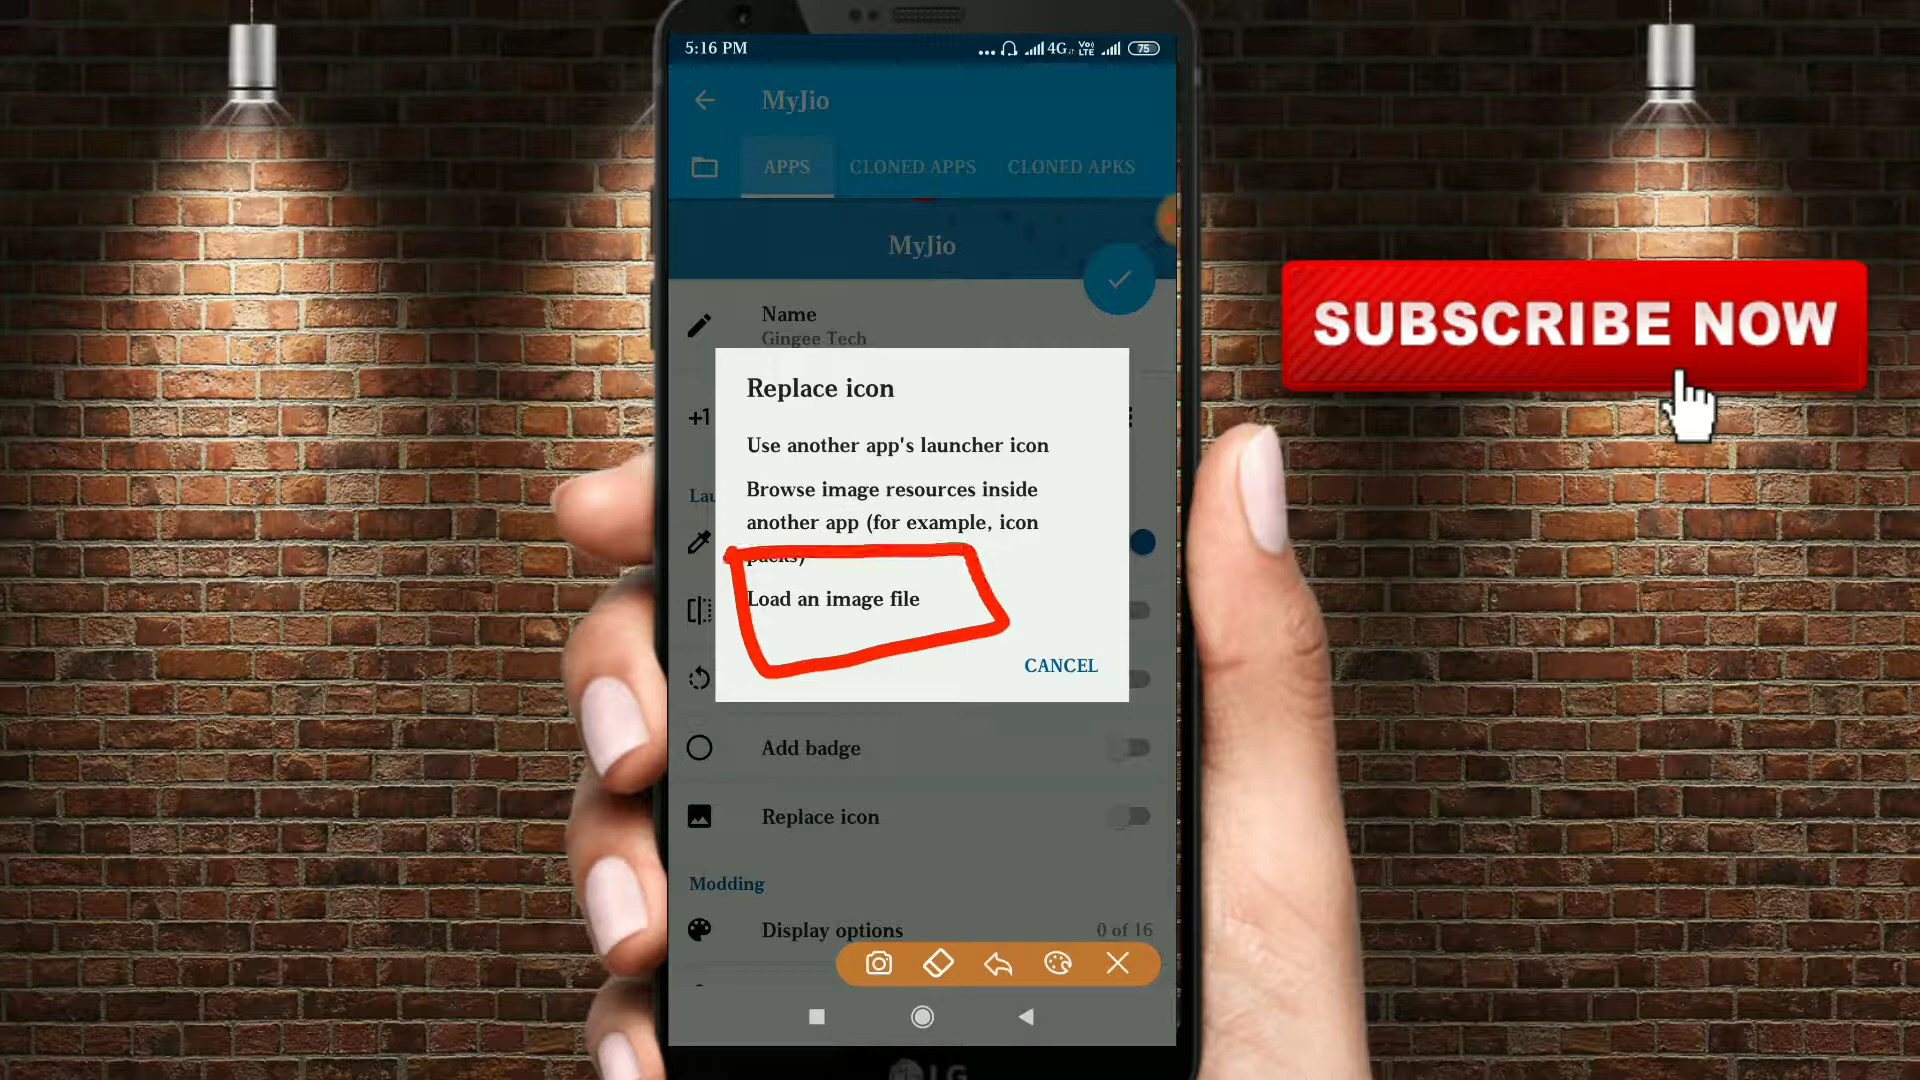 5:16 PM
4G
Vo)
LTE
75
MyJio
APPS
CLONED APPS
CLONED APKS
MyJio
Name
Gingee Tech
+1
Replace icon
Use another app's launcher icon
Browse image resources inside
another app (for example, icon
packs)
Load an image file
CANCEL
Lau
Add badge
Replace icon
Modding
Display options
0 of 16
LG
SUBSCRIBE NOW